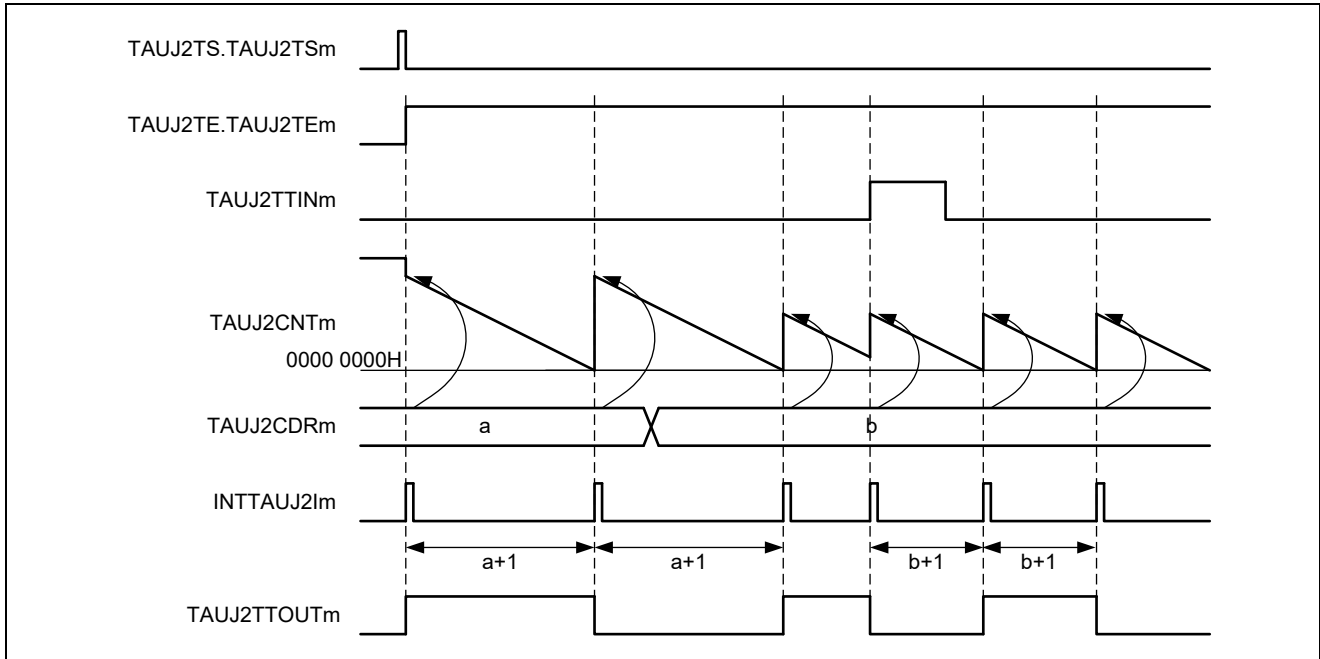 TAUJ2TS.TAUJ2TSm
TAUJ2TE.TAUJ2TEm
TAUJ2TTINm
TAUJ2CNTm
0000 0000H
TAUJ2CDRm
a
b
INTTAUJ2Im
a+1
a+1
b+1
b+1
TAUJ2TTOUTm